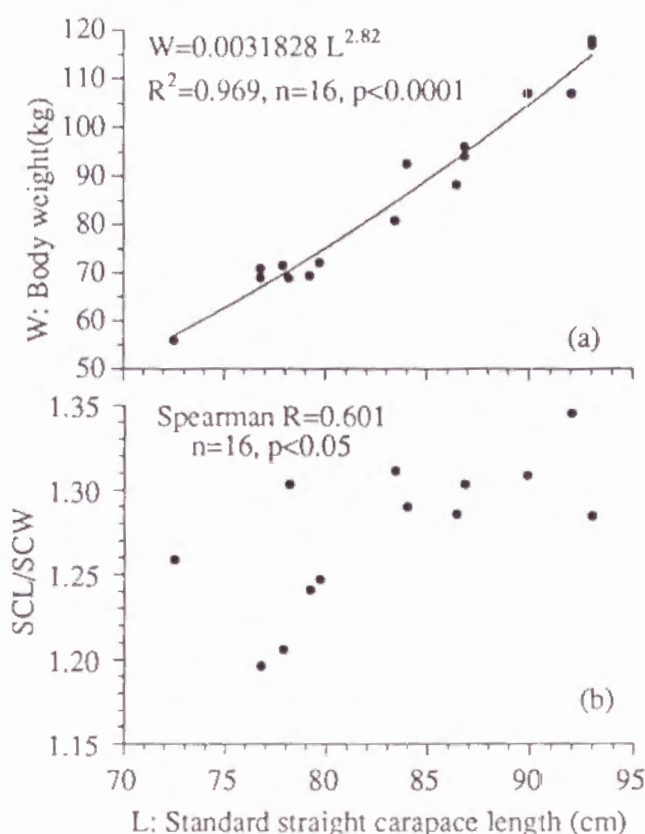 120
110
100
90
80
70
60
50
W: Body weight(kg)
W=0.0031828 L^2.82
R^2=0.969, n=16, p<0.0001
(a)
1.35
1.30
1.25
1.20
1.15
SCL/SCW
Spearman R=0.601
n=16, p<0.05
(b)
70 75 80 85 90 95
L: Standard straight carapace length (cm)